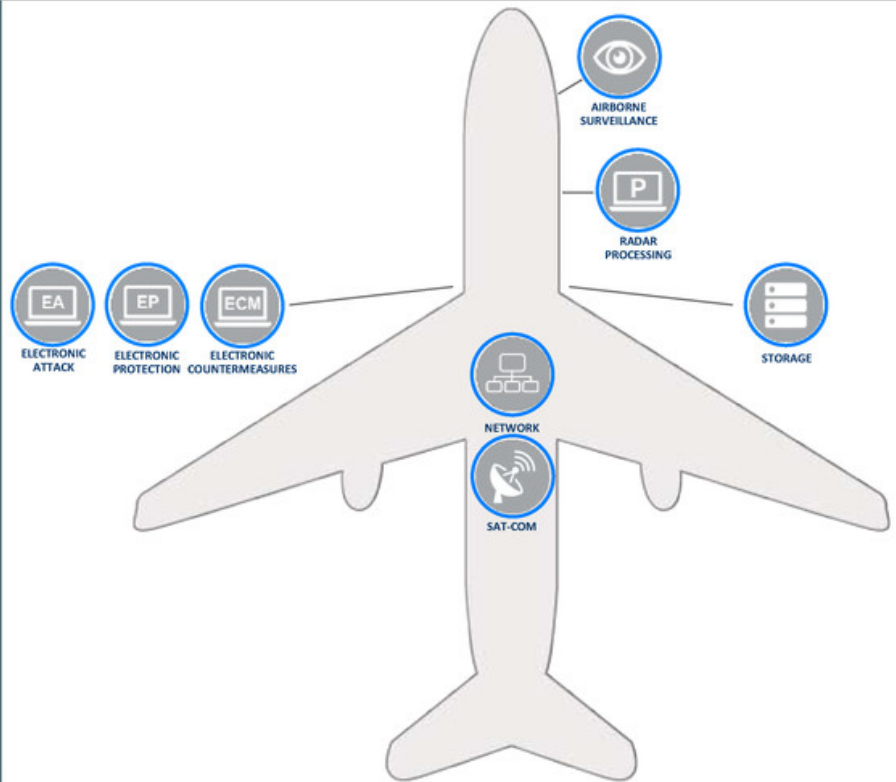 AIRBORNE
SURVEILLANCE
P
RADAR
PROCESSING
EA
ELECTRONIC
ATTACK
EP
ELECTRONIC
PROTECTION
ECM
ELECTRONIC
COUNTERMEASURES
STORAGE
NETWORK
SAT-COM